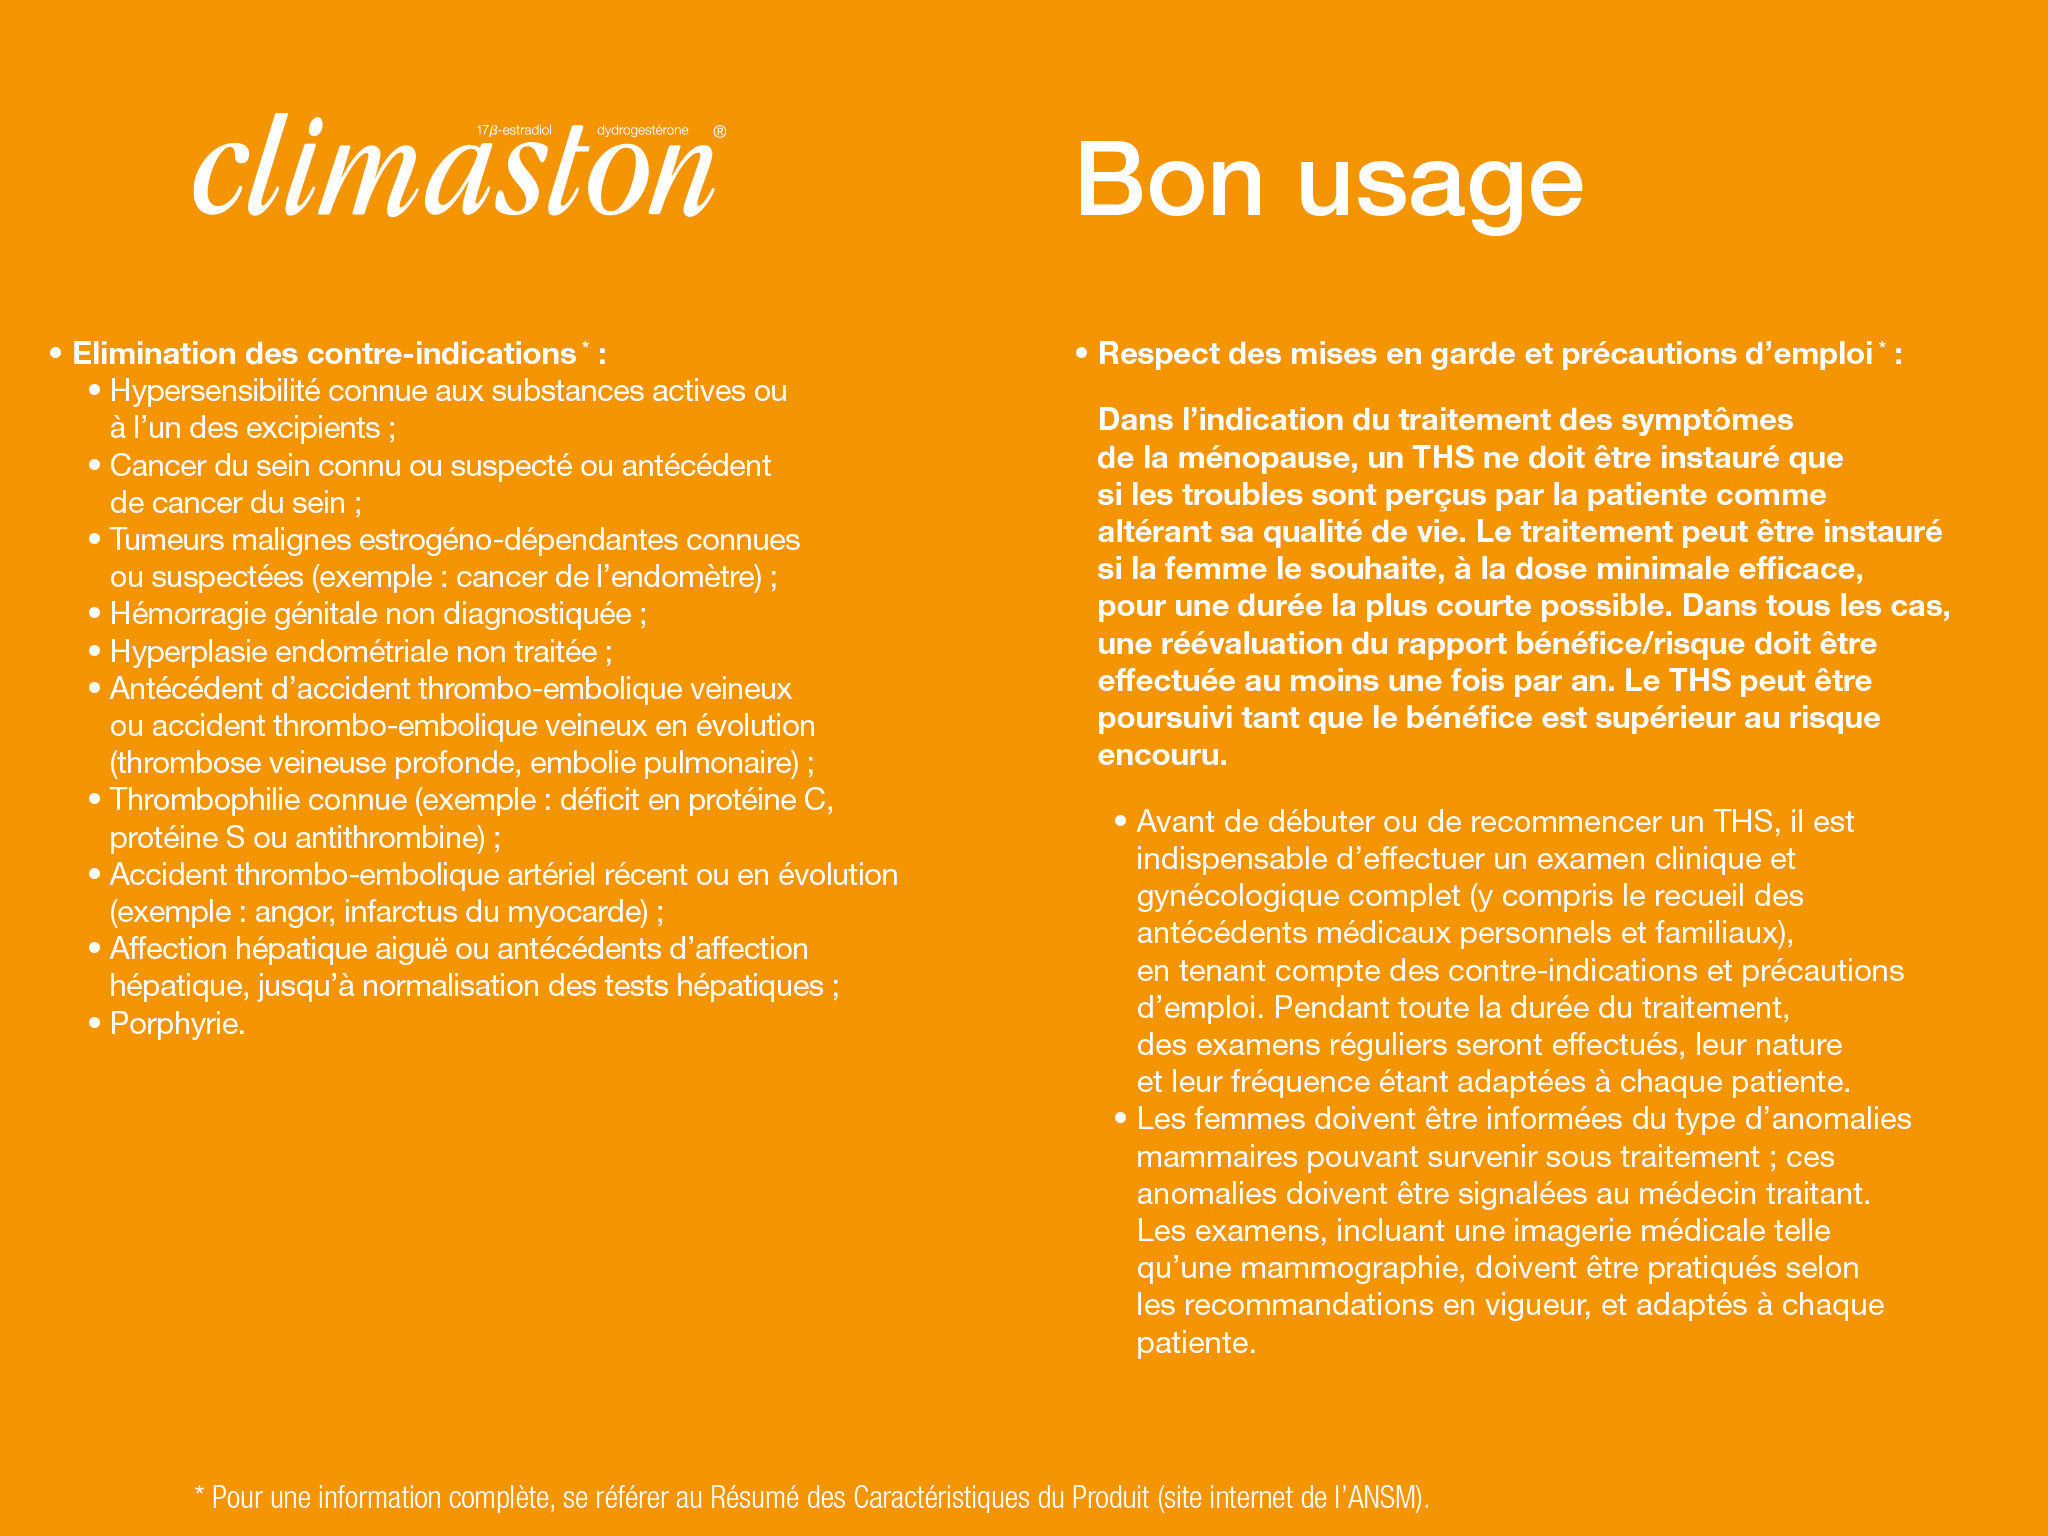 climaston
17β-estradiol dydrogestérone ®
Bon usage
• Elimination des contre-indications * :
• Hypersensibilité connue aux substances actives ou
à l’un des excipients ;
• Cancer du sein connu ou suspecté ou antécédent
de cancer du sein ;
• Tumeurs malignes estrogéno-dépendantes connues
ou suspectées (exemple : cancer de l’endomètre) ;
• Hémorragie génitale non diagnostiquée ;
• Hyperplasie endométriale non traitée ;
• Antécédent d’accident thrombo-embolique veineux
ou accident thrombo-embolique veineux en évolution
(thrombose veineuse profonde, embolie pulmonaire) ;
• Thrombophilie connue (exemple : déficit en protéine C,
protéine S ou antithrombine) ;
• Accident thrombo-embolique artériel récent ou en évolution
(exemple : angor, infarctus du myocarde) ;
• Affection hépatique aiguë ou antécédents d’affection
hépatique, jusqu’à normalisation des tests hépatiques ;
• Porphyrie.
• Respect des mises en garde et précautions d’emploi * :
Dans l’indication du traitement des symptômes
de la ménopause, un THS ne doit être instauré que
si les troubles sont perçus par la patiente comme
altérant sa qualité de vie. Le traitement peut être instauré
si la femme le souhaite, à la dose minimale efficace,
pour une durée la plus courte possible. Dans tous les cas,
une réévaluation du rapport bénéfice/risque doit être
effectuée au moins une fois par an. Le THS peut être
poursuivi tant que le bénéfice est supérieur au risque
encouru.
• Avant de débuter ou de recommencer un THS, il est
indispensable d’effectuer un examen clinique et
gynécologique complet (y compris le recueil des
antécédents médicaux personnels et familiaux),
en tenant compte des contre-indications et précautions
d’emploi. Pendant toute la durée du traitement,
des examens réguliers seront effectués, leur nature
et leur fréquence étant adaptées à chaque patiente.
• Les femmes doivent être informées du type d’anomalies
mammaires pouvant survenir sous traitement ; ces
anomalies doivent être signalées au médecin traitant.
Les examens, incluant une imagerie médicale telle
qu’une mammographie, doivent être pratiqués selon
les recommandations en vigueur, et adaptés à chaque
patiente.
* Pour une information complète, se référer au Résumé des Caractéristiques du Produit (site internet de l’ANSM).